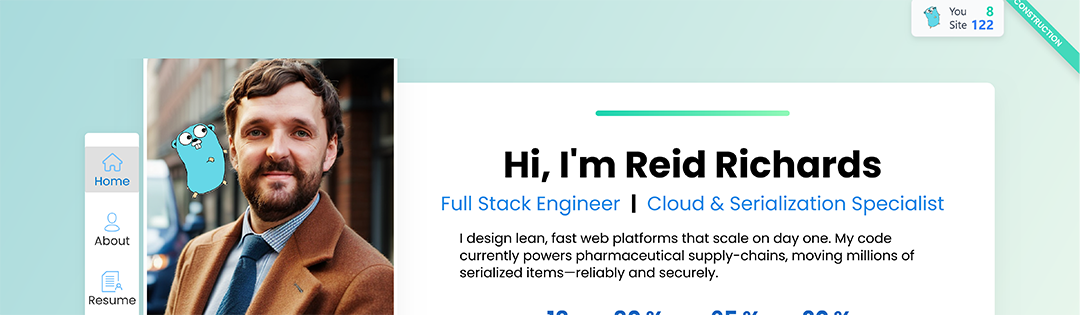 You 8
Site 122
CONSTRUCTION
Home
About
Resume
Hi, I'm Reid Richards
Full Stack Engineer | Cloud & Serialization Specialist
I design lean, fast web platforms that scale on day one. My code
currently powers pharmaceutical supply-chains, moving millions of
serialized items—reliably and securely.